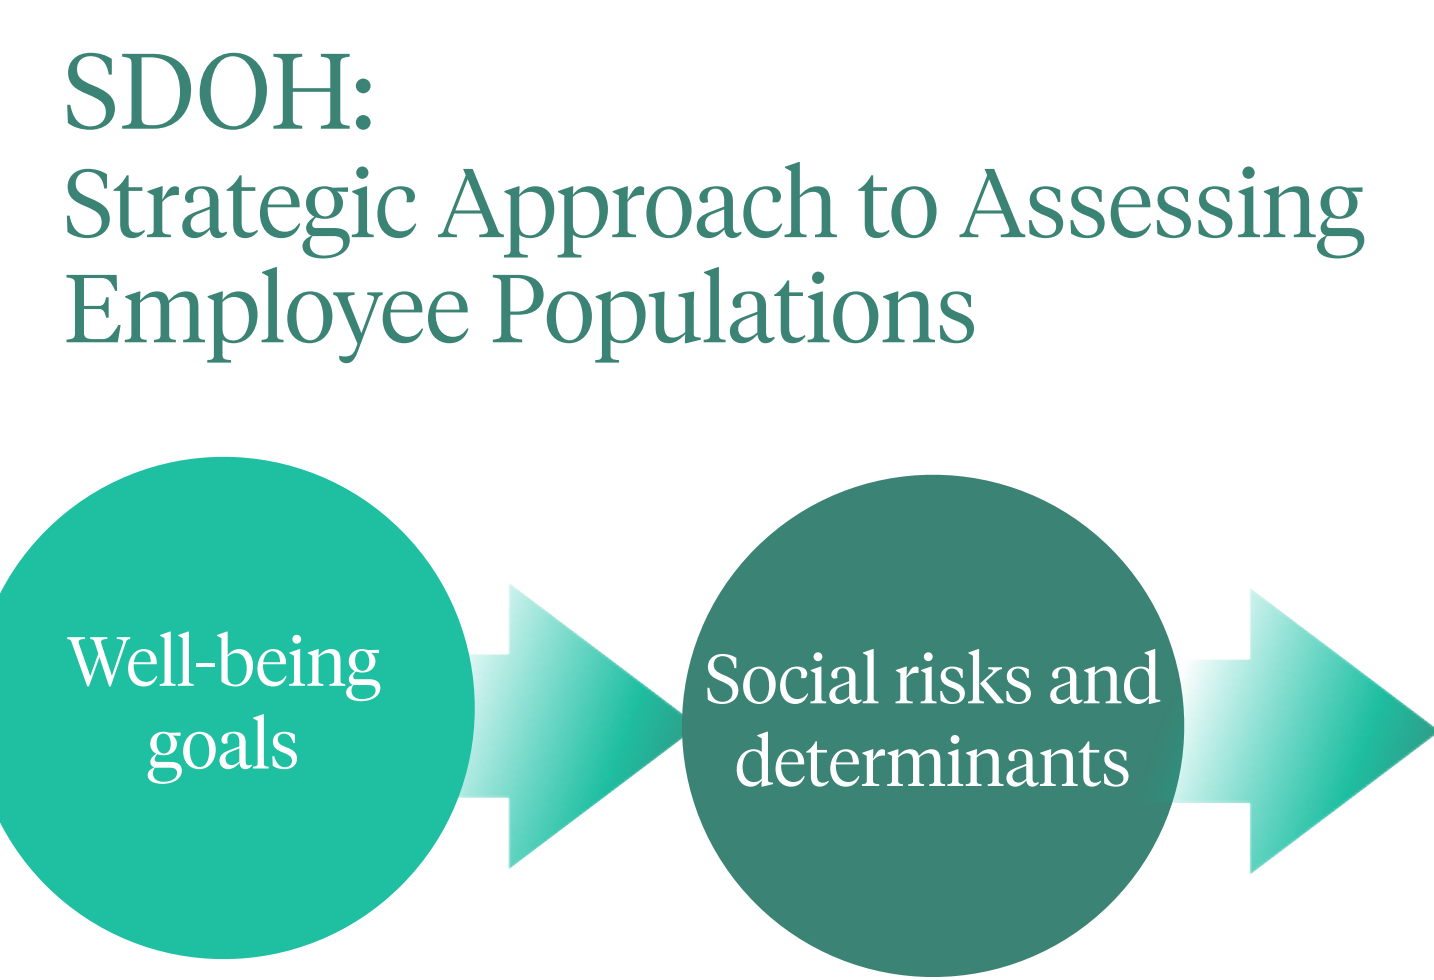 SDOH:
Strategic Approach to Assessing
Employee Populations
Well-being
goals
Social risks and
determinants